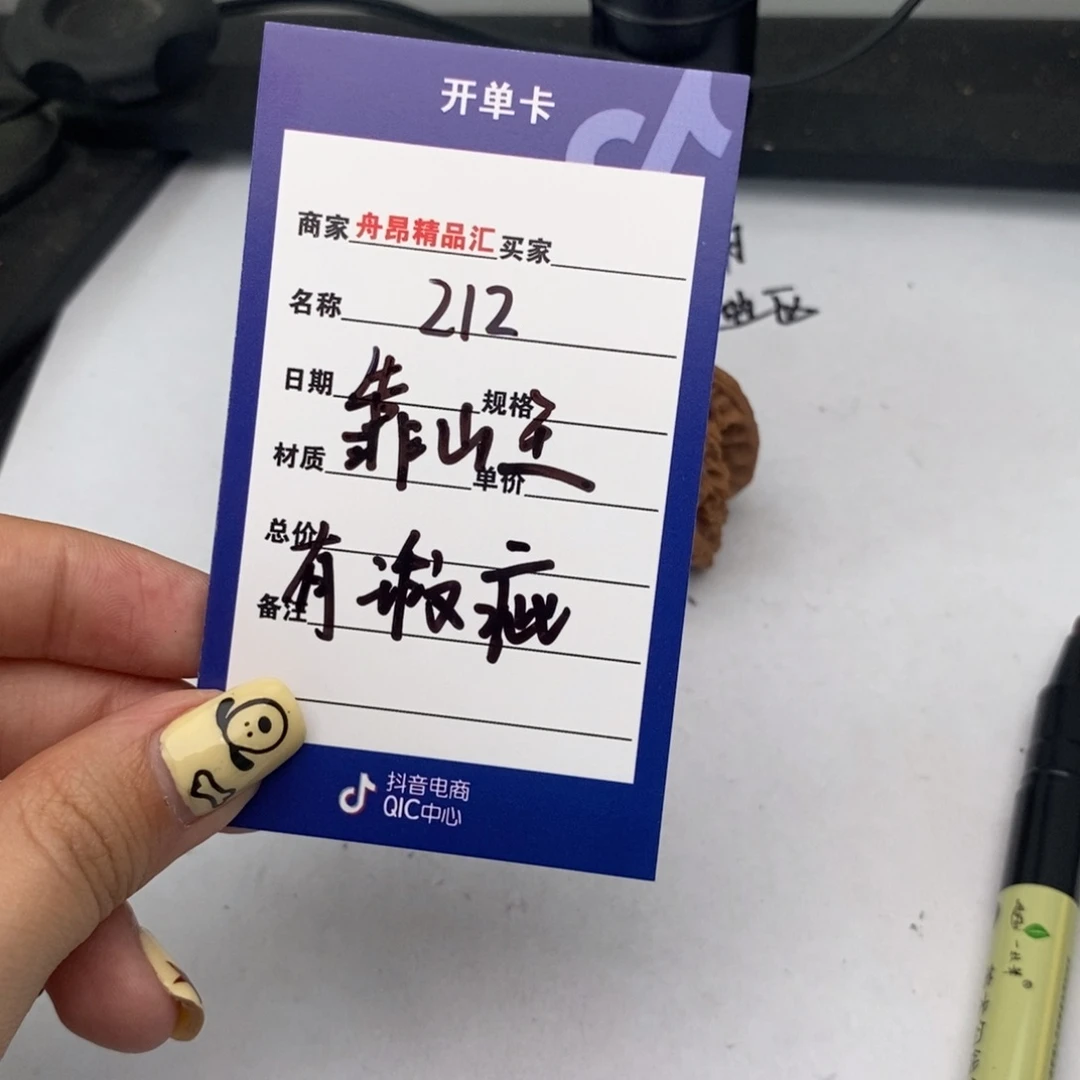 开单卡
商家 舟昂精品汇 买家
名称 212
日期 规格
靠山王
材质 单价
总价
有瑕疵
备注
抖音电商
QIC中心